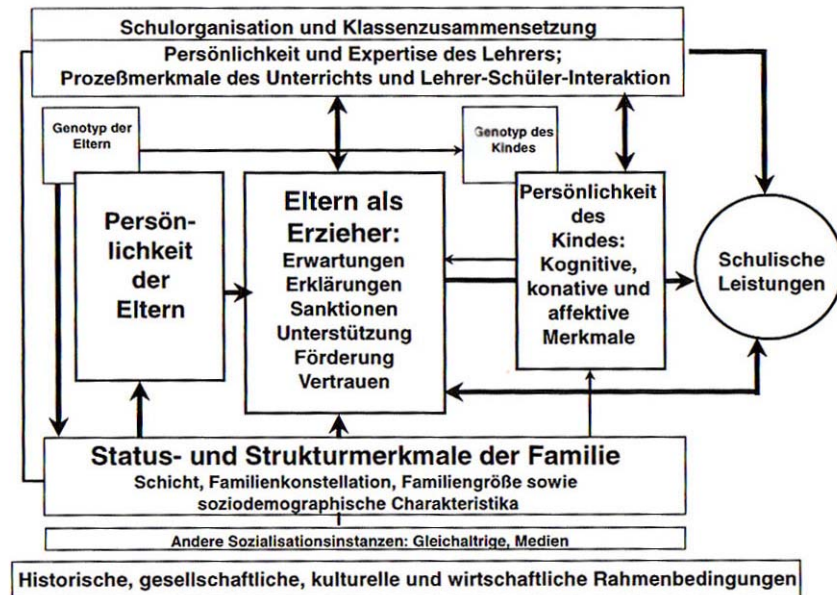 Schulorganisation und Klassenzusammensetzung
Persönlichkeit und Expertise des Lehrers;
Prozeßmerkmale des Unterrichts und Lehrer-Schüler-Interaktion
Genotyp der
Eltern
Genotyp des
Kindes
Persön-
lichkeit
der
Eltern
Eltern als
Erzieher:
Erwartungen
Erklärungen
Sanktionen
Unterstützung
Förderung
Vertrauen
Persönlichkeit
des
Kindes:
Kognitive,
konative und
affektive
Merkmale
Schulische
Leistungen
Status- und Strukturmerkmale der Familie
Schicht, Familienkonstellation, Familiengröße sowie
soziodemographische Charakteristika
Andere Sozialisationsinstanzen: Gleichaltrige, Medien
Historische, gesellschaftliche, kulturelle und wirtschaftliche Rahmenbedingungen